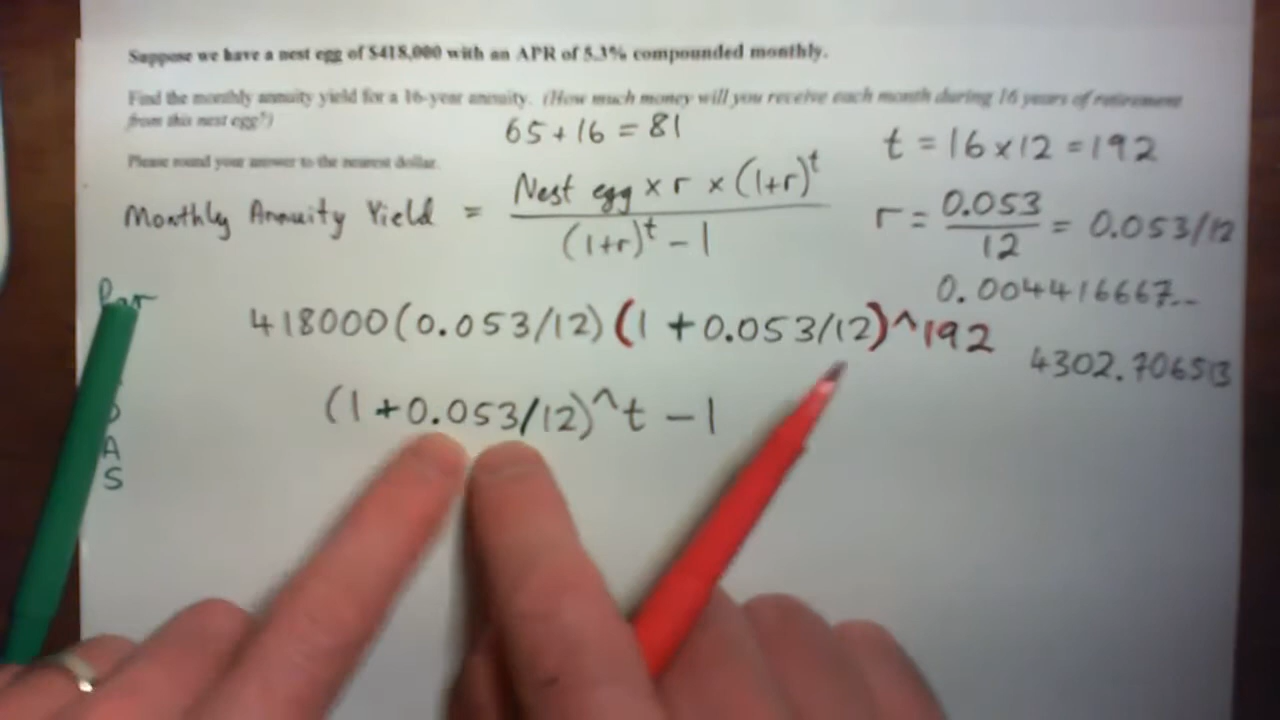 Suppose we have a nest egg of $418,000 with an APR of 5.3% compounded monthly.
Find the monthly annuity yield for a 16-year annuity. (How much money will you receive each month during 16 years of retirement
from this nest egg?)
65 + 16 = 81
t = 16 x 12 = 192
Please round your answer to the nearest dollar.
Monthly Annuity Yield = Nest egg x r x (1+r)^t
(1+r)^t - 1
r = 0.053 / 12 = 0.053/12
0.004416667...
Par
418000(0.053/12)(1 + 0.053/12)^192
4302.706513
(1+0.053/12)^t - 1
A
S